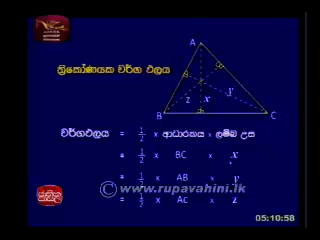 A
ත්‍රිකෝණයක වර්ග ඵලය
z x y
B C
වර්ගඵලය = 1/2 x ආධාරකය x ලම්බ උස
= 1/2 x BC x x
= 1/2 x AB x y
= 1/2 x AC x z
© www.rupavahini.lk
05:10:58